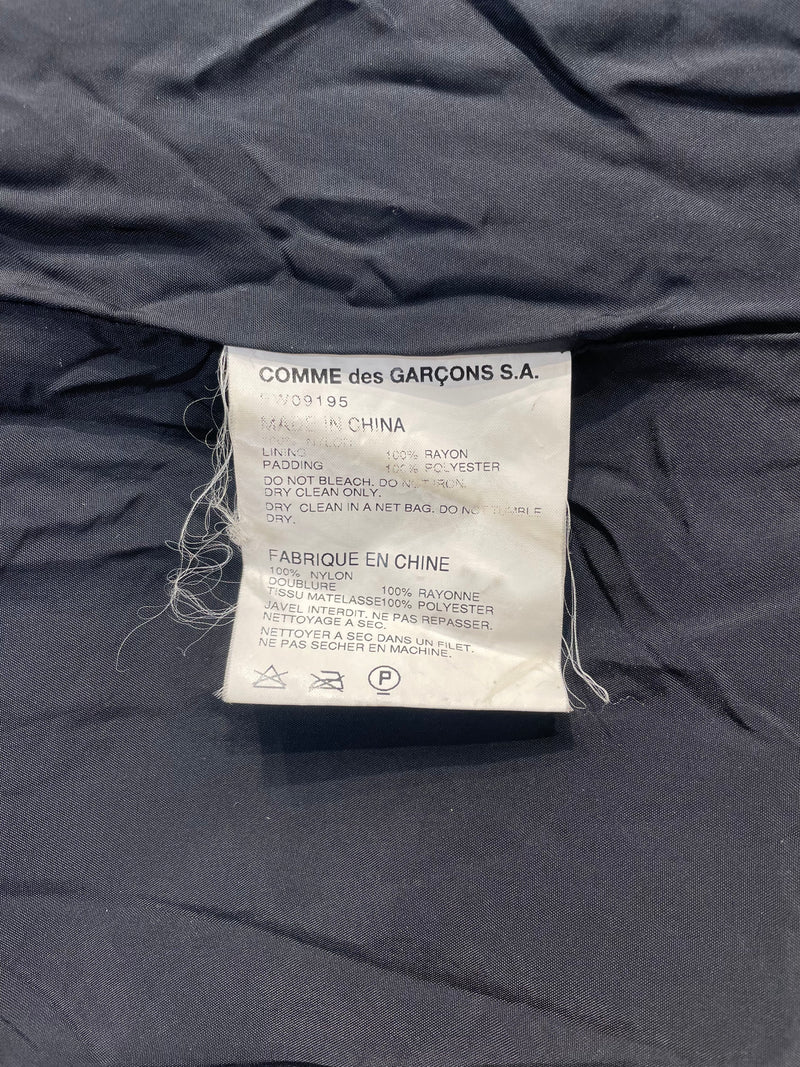 COMME des GARÇONS S.A.
W09195
MADE IN CHINA
100% NYLON
LINING 100% RAYON
PADDING 100% POLYESTER
DO NOT BLEACH. DO NOT IRON.
DRY CLEAN ONLY.
DRY CLEAN IN A NET BAG. DO NOT TUMBLE
DRY.
FABRIQUE EN CHINE
100% NYLON
DOUBLURE 100% RAYONNE
TISSU MATELASSE100% POLYESTER
JAVEL INTERDIT. NE PAS REPASSER.
NETTOYAGE A SEC.
NETTOYER A SEC DANS UN FILET.
NE PAS SECHER EN MACHINE.
P